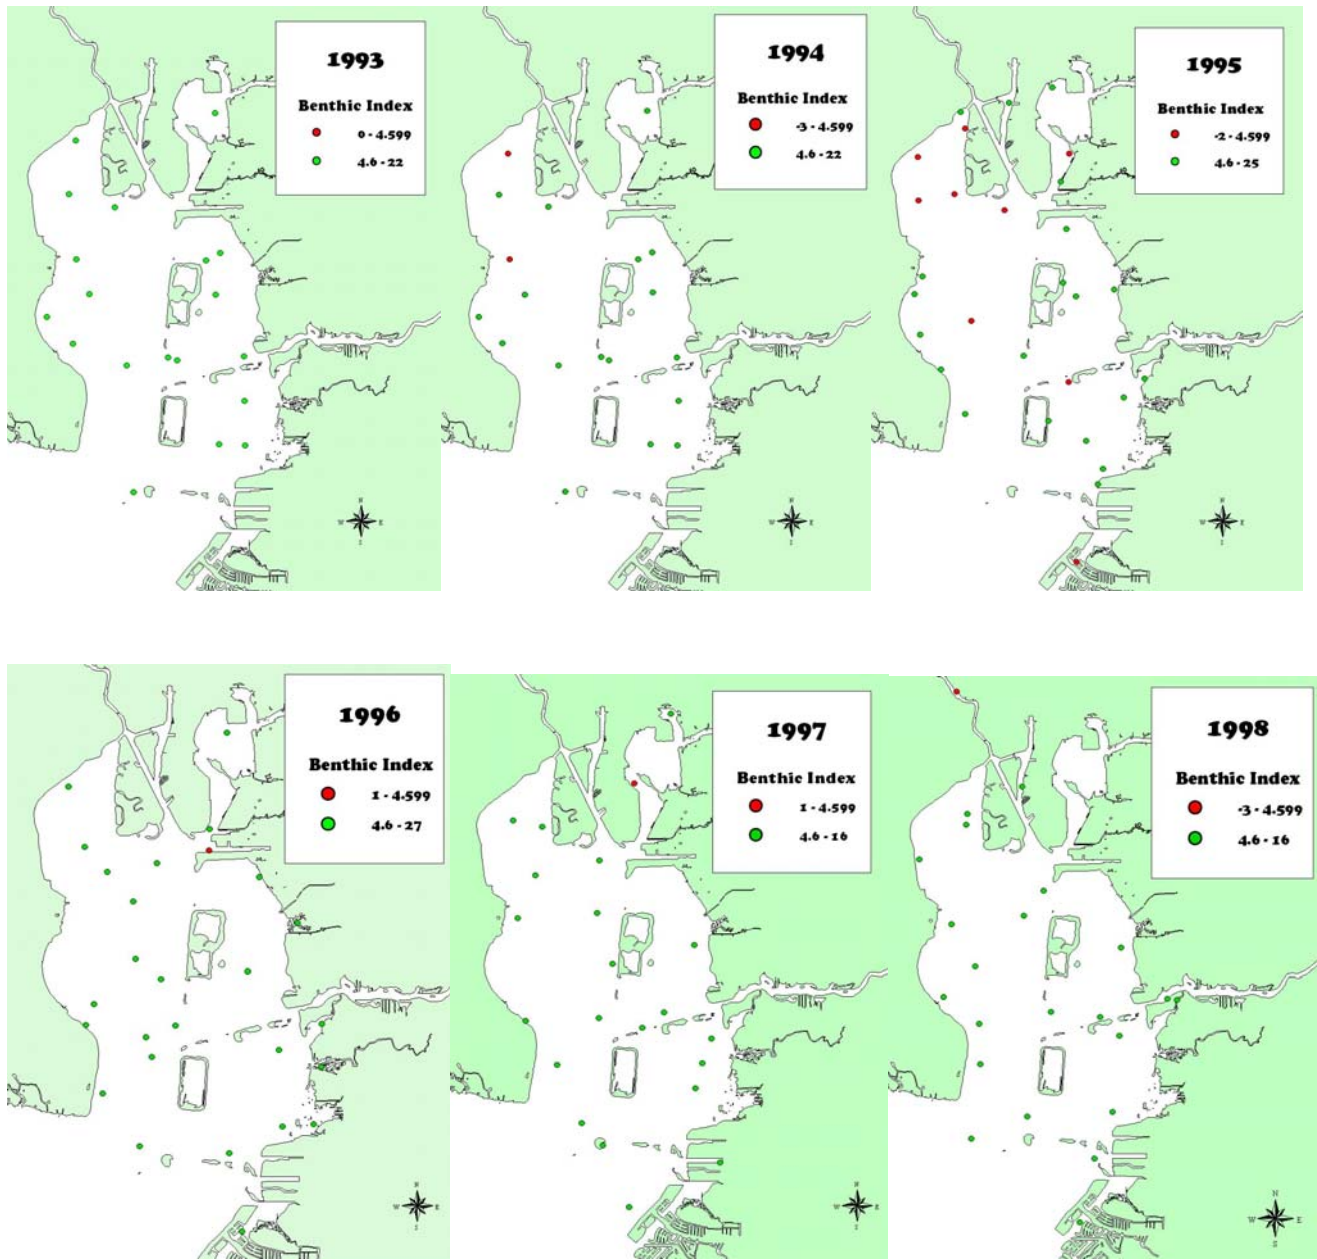 1993
Benthic Index
0 - 4.599
4.6 - 22
N
W E
S
1994
Benthic Index
-3 - 4.599
4.6 - 22
N
W E
S
1995
Benthic Index
-2 - 4.599
4.6 - 25
N
W E
S
1996
Benthic Index
1 - 4.599
4.6 - 27
N
W E
S
1997
Benthic Index
1 - 4.599
4.6 - 16
N
W E
S
1998
Benthic Index
-3 - 4.599
4.6 - 16
N
W E
S